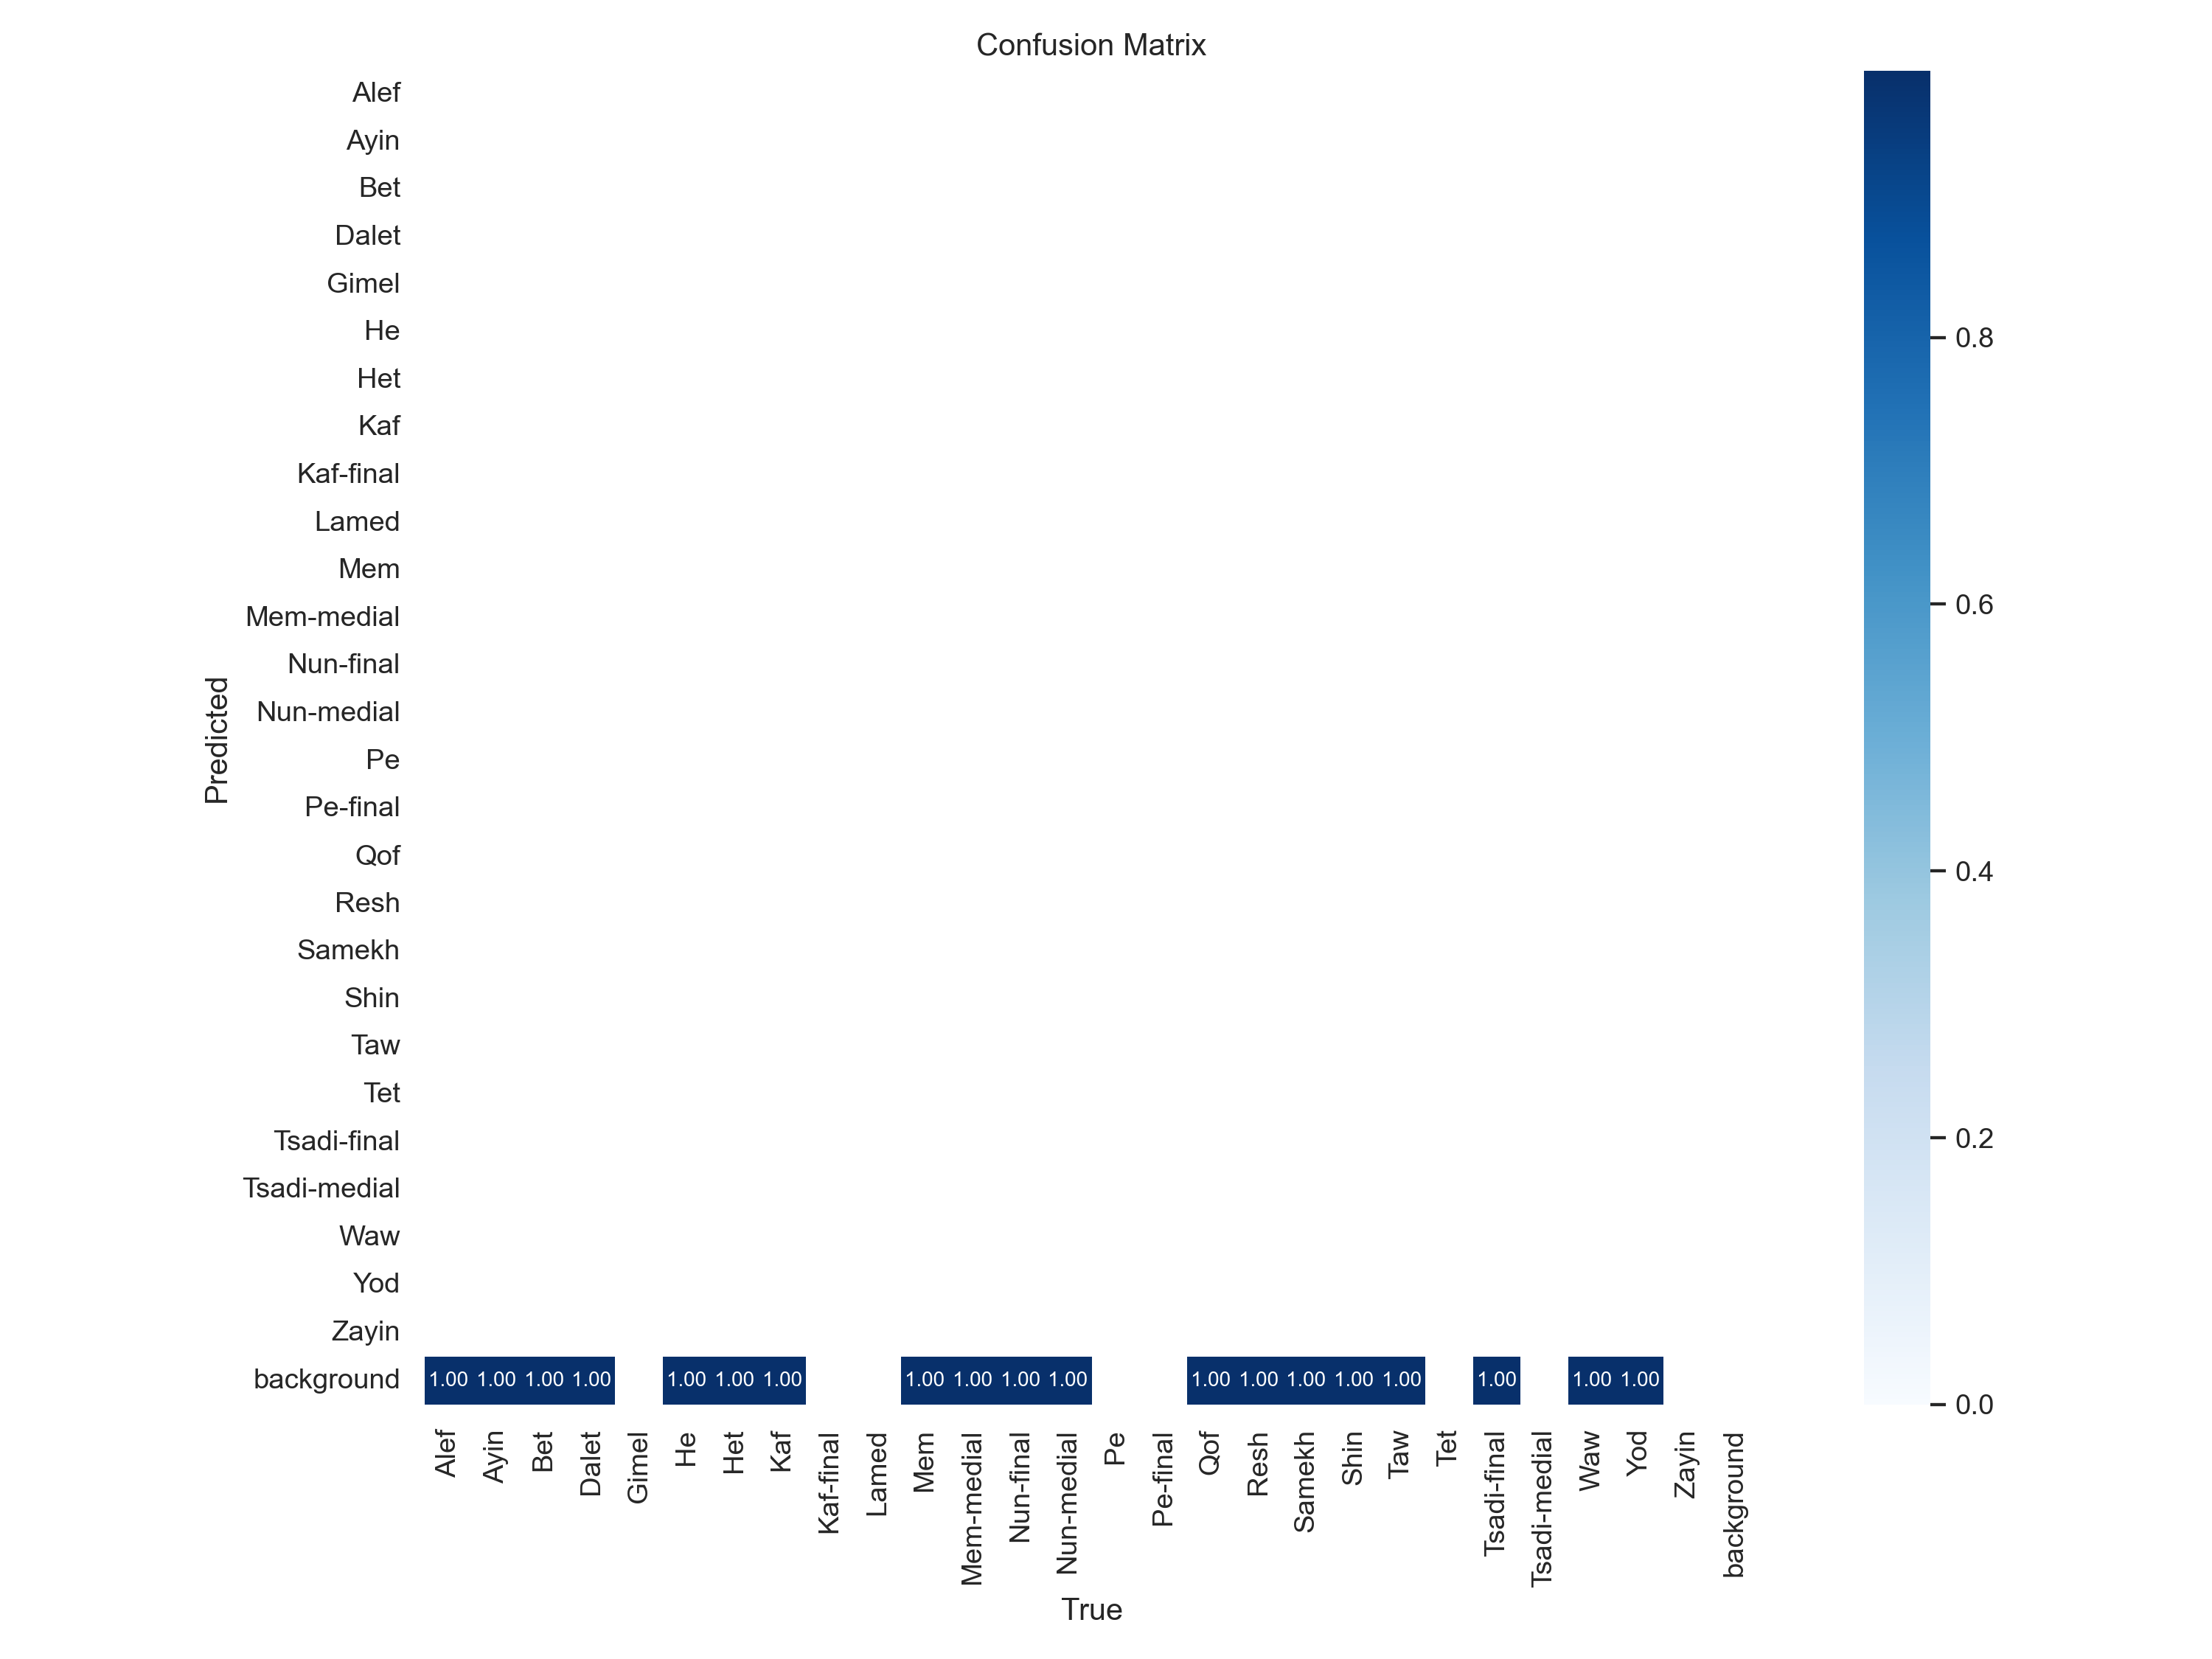 Confusion Matrix
Alef
Ayin
Bet
Dalet
Gimel
He
Het
Kaf
Kaf-final
Lamed
Mem
Mem-medial
Nun-final
Nun-medial
Pe
Pe-final
Qof
Resh
Samekh
Shin
Taw
Tet
Tsadi-final
Tsadi-medial
Waw
Yod
Zayin
background
Predicted
1.00 1.00 1.00 1.00 1.00 1.00 1.00 1.00 1.00 1.00 1.00 1.00 1.00 1.00 1.00 1.00 1.00 1.00 1.00
Alef
Ayin
Bet
Dalet
Gimel
He
Het
Kaf
Kaf-final
Lamed
Mem
Mem-medial
Nun-final
Nun-medial
Pe
Pe-final
Qof
Resh
Samekh
Shin
Taw
Tet
Tsadi-final
Tsadi-medial
Waw
Yod
Zayin
background
True
0.8
0.6
0.4
0.2
0.0